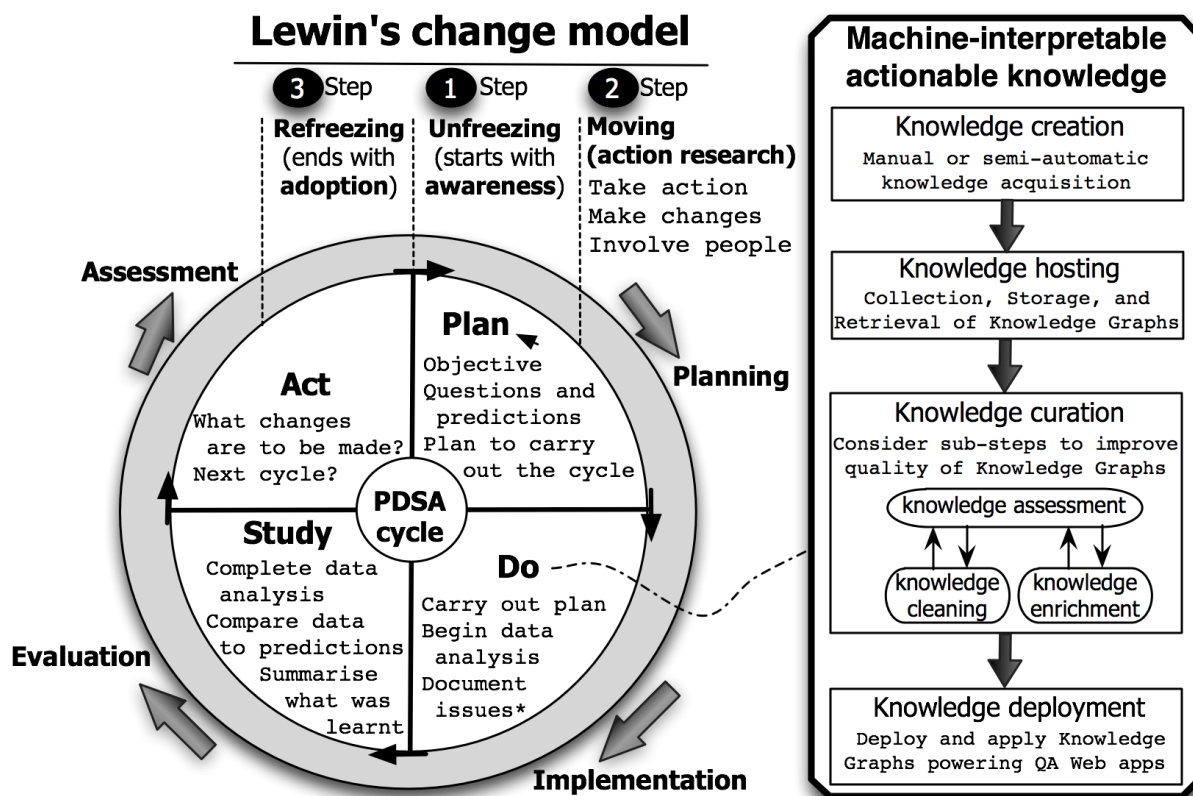 Lewin's change model
3 Step
Refreezing
(ends with
adoption)
1 Step
Unfreezing
(starts with
awareness)
2 Step
Moving
(action research)
Take action
Make changes
Involve people
Assessment
Planning
Implementation
Evaluation
Plan
Objective
Questions and
predictions
Plan to carry
out the cycle
Do
Carry out plan
Begin data
analysis
Document
issues*
Study
Complete data
analysis
Compare data
to predictions
Summarise
what was
learnt
Act
What changes
are to be made?
Next cycle?
PDSA
cycle
Machine-interpretable
actionable knowledge
Knowledge creation
Manual or semi-automatic
knowledge acquisition
Knowledge hosting
Collection, Storage, and
Retrieval of Knowledge Graphs
Knowledge curation
Consider sub-steps to improve
quality of Knowledge Graphs
knowledge assessment
knowledge
cleaning
knowledge
enrichment
Knowledge deployment
Deploy and apply Knowledge
Graphs powering QA Web apps